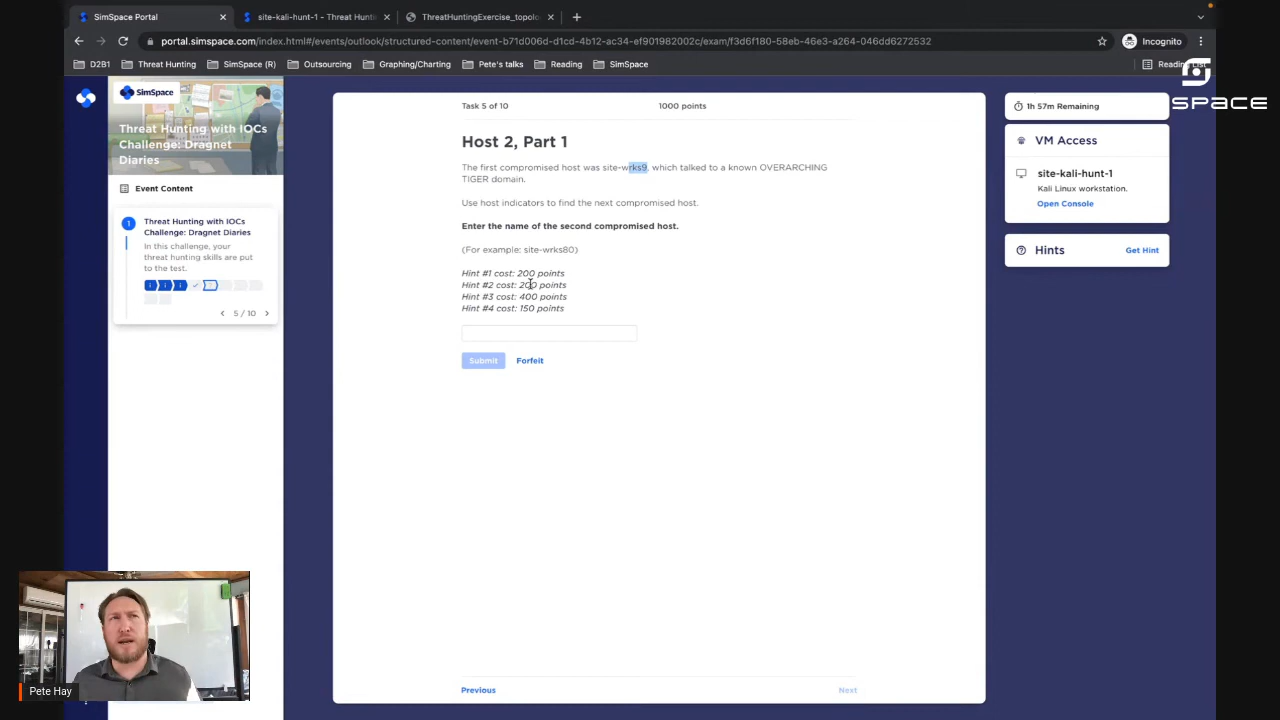 SimSpace Portal
site-kali-hunt-1 - Threat Huntin
ThreatHuntingExercise_topolo
portal.simspace.com/index.html#/events/outlook/structured-content/event-b71d006d-d1cd-4b12-ac34-ef901982002c/exam/f3d6f180-58eb-46e3-a264-046dd6272532
Incognito
D2B1
Threat Hunting
SimSpace (R)
Outsourcing
Graphing/Charting
Pete's talks
Reading
SimSpace
Reading List
SPACE
SimSpace
Threat Hunting with IOCs
Challenge: Dragnet
Diaries
Event Content
1
Threat Hunting with IOCs
Challenge: Dragnet Diaries
In this challenge, your
threat hunting skills are put
to the test.
5 / 10
Task 5 of 10
1000 points
Host 2, Part 1
The first compromised host was site-wrks9, which talked to a known OVERARCHING
TIGER domain.
Use host indicators to find the next compromised host.
Enter the name of the second compromised host.
(For example: site-wrks80)
Hint #1 cost: 200 points
Hint #2 cost: 200 points
Hint #3 cost: 400 points
Hint #4 cost: 150 points
Submit
Forfeit
Previous
Next
1h 57m Remaining
VM Access
site-kali-hunt-1
Kali Linux workstation.
Open Console
Hints
Get Hint
Pete Hay